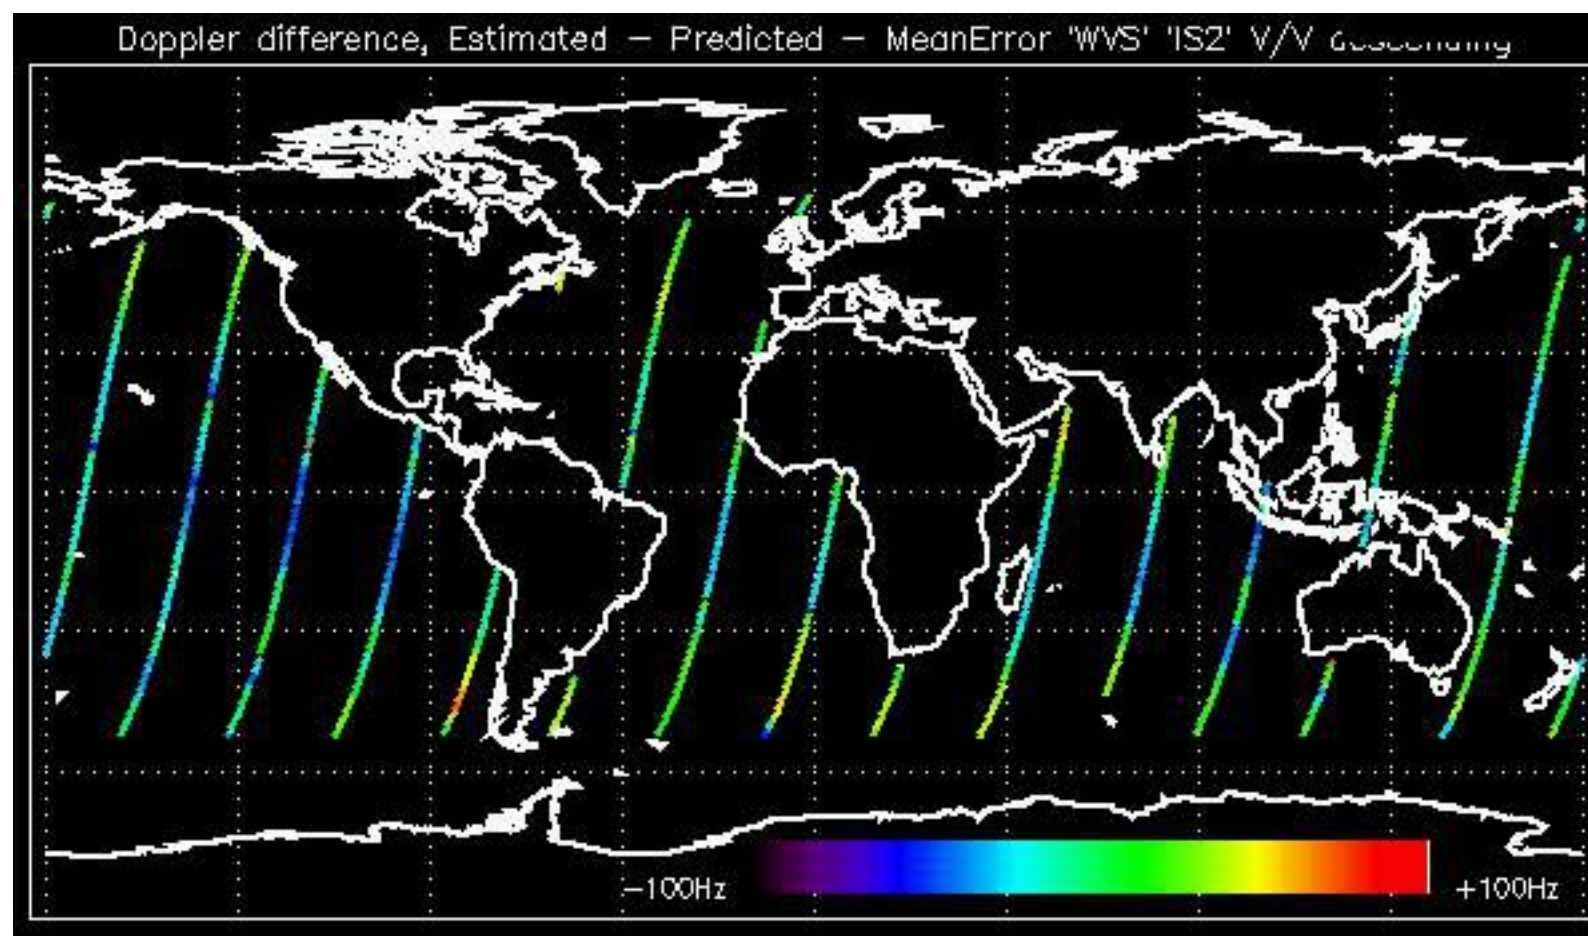 Doppler difference, Estimated – Predicted – MeanError 'WVS' 'IS2' V/V
–100Hz +100Hz